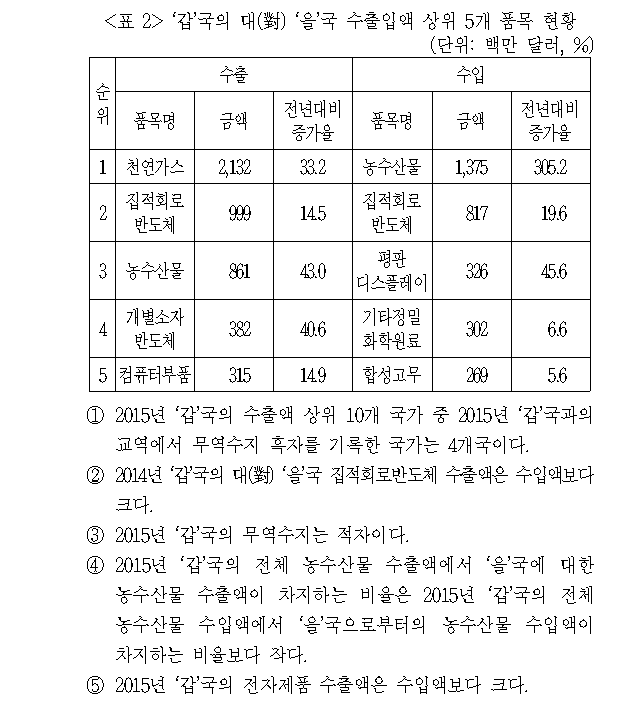 <표 2> ‘갑’국의 대(對) ‘을’국 수출입액 상위 5개 품목 현황
(단위: 백만 달러, %)
순위 수출 수입
품목명 금액 전년대비 증가율 품목명 금액 전년대비 증가율
1 천연가스 2,132 33.2 농수산물 1,375 305.2
2 집적회로 반도체 999 14.5 집적회로 반도체 817 19.6
3 농수산물 861 43.0 평판 디스플레이 326 45.6
4 개별소자 반도체 382 40.6 기타정밀 화학원료 302 6.6
5 컴퓨터부품 315 14.9 합성고무 269 5.6
① 2015년 ‘갑’국의 수출액 상위 10개 국가 중 2015년 ‘갑’국과의
교역에서 무역수지 흑자를 기록한 국가는 4개국이다.
② 2014년 ‘갑’국의 대(對) ‘을’국 집적회로반도체 수출액은 수입액보다
크다.
③ 2015년 ‘갑’국의 무역수지는 적자이다.
④ 2015년 ‘갑’국의 전체 농수산물 수출액에서 ‘을’국에 대한
농수산물 수출액이 차지하는 비율은 2015년 ‘갑’국의 전체
농수산물 수입액에서 ‘을’국으로부터의 농수산물 수입액이
차지하는 비율보다 작다.
⑤ 2015년 ‘갑’국의 전자제품 수출액은 수입액보다 크다.